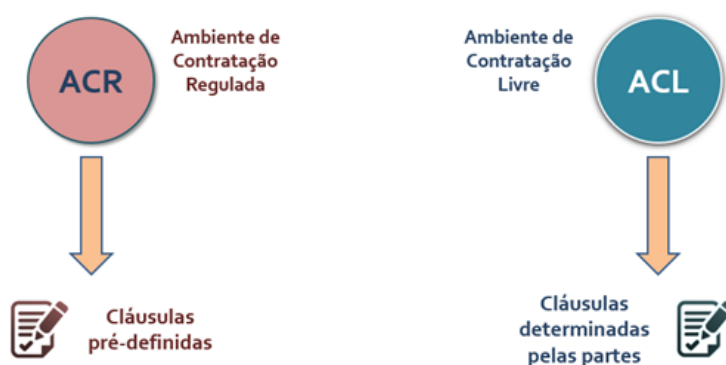 ACR
Ambiente de
Contratação
Regulada
Ambiente de
Contratação
Livre
ACL
Cláusulas
pré-definidas
Cláusulas
determinadas
pelas partes